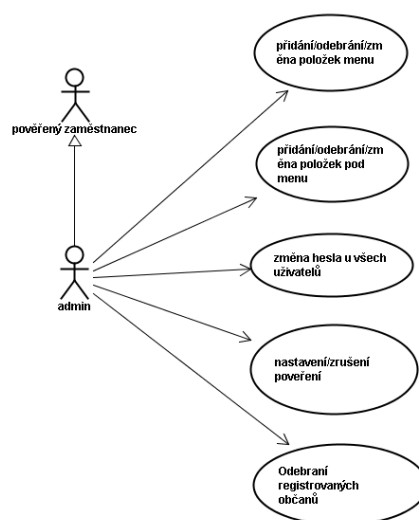 přidání/odebrání/zm
ěna položek menu
pověřený zaměstnanec
přidání/odebrání/zm
ěna položek pod
menu
změna hesla u všech
uživatelů
admin
nastavení/zrušení
poveření
Odebraní
registrovaných
občanů